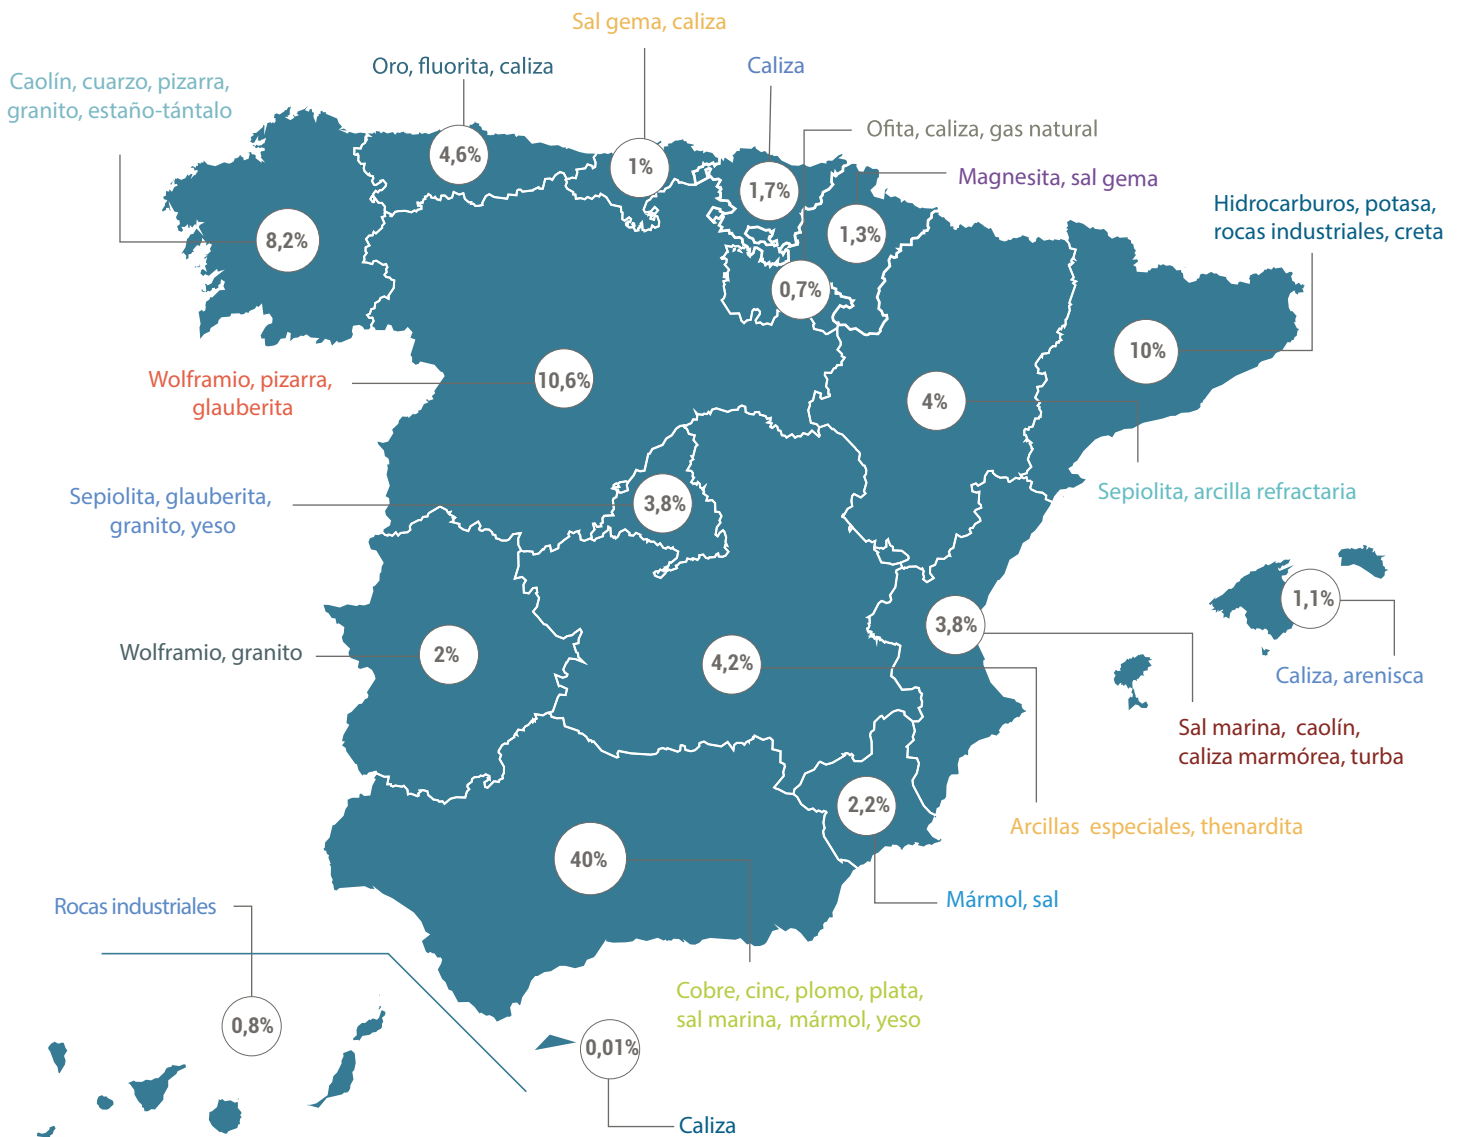 Sal gema, caliza
Oro, fluorita, caliza
Caliza
Caolín, cuarzo, pizarra,
granito, estaño-tántalo
Ofita, caliza, gas natural
4,6%
1%
1,7%
Magnesita, sal gema
Hidrocarburos, potasa,
rocas industriales, creta
8,2%
1,3%
0,7%
10%
Wolframio, pizarra,
glauberita
10,6%
4%
Sepiolita, glauberita,
granito, yeso
3,8%
Sepiolita, arcilla refractaria
1,1%
3,8%
Wolframio, granito
2%
4,2%
Caliza, arenisca
Sal marina, caolín,
caliza marmórea, turba
2,2%
Arcillas especiales, thenardita
40%
Mármol, sal
Rocas industriales
Cobre, cinc, plomo, plata,
sal marina, mármol, yeso
0,8%
0,01%
Caliza